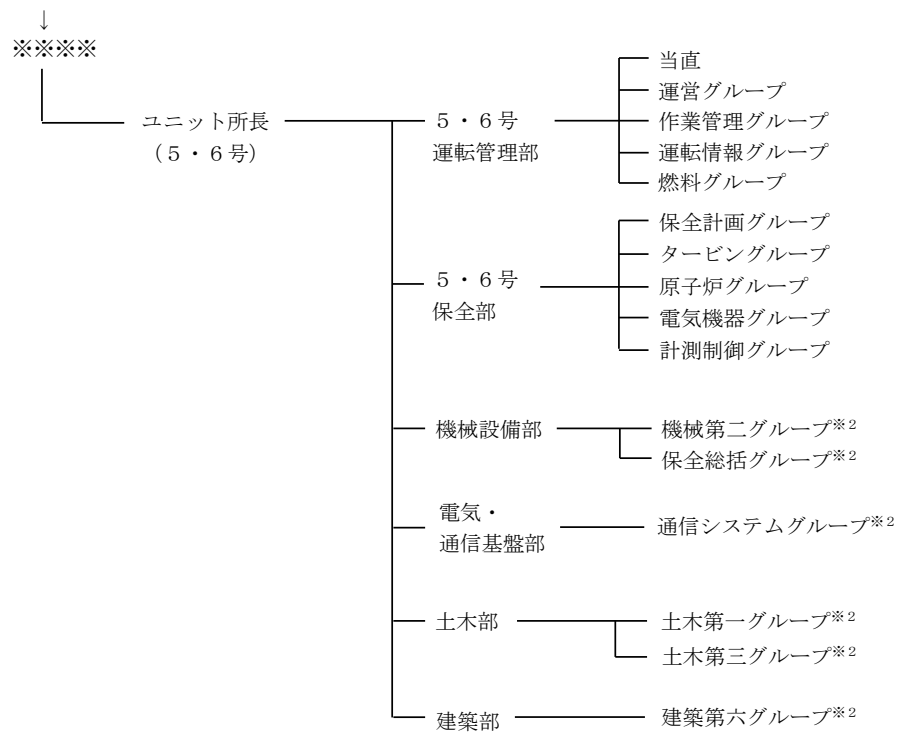 ↓
※※※※
ユニット所長
（５・６号）
５・６号
運転管理部
当直
運営グループ
作業管理グループ
運転情報グループ
燃料グループ
５・６号
保全部
保全計画グループ
タービングループ
原子炉グループ
電気機器グループ
計測制御グループ
機械設備部
機械第二グループ※２
保全総括グループ※２
電気・
通信基盤部
通信システムグループ※２
土木部
土木第一グループ※２
土木第三グループ※２
建築部
建築第六グループ※２